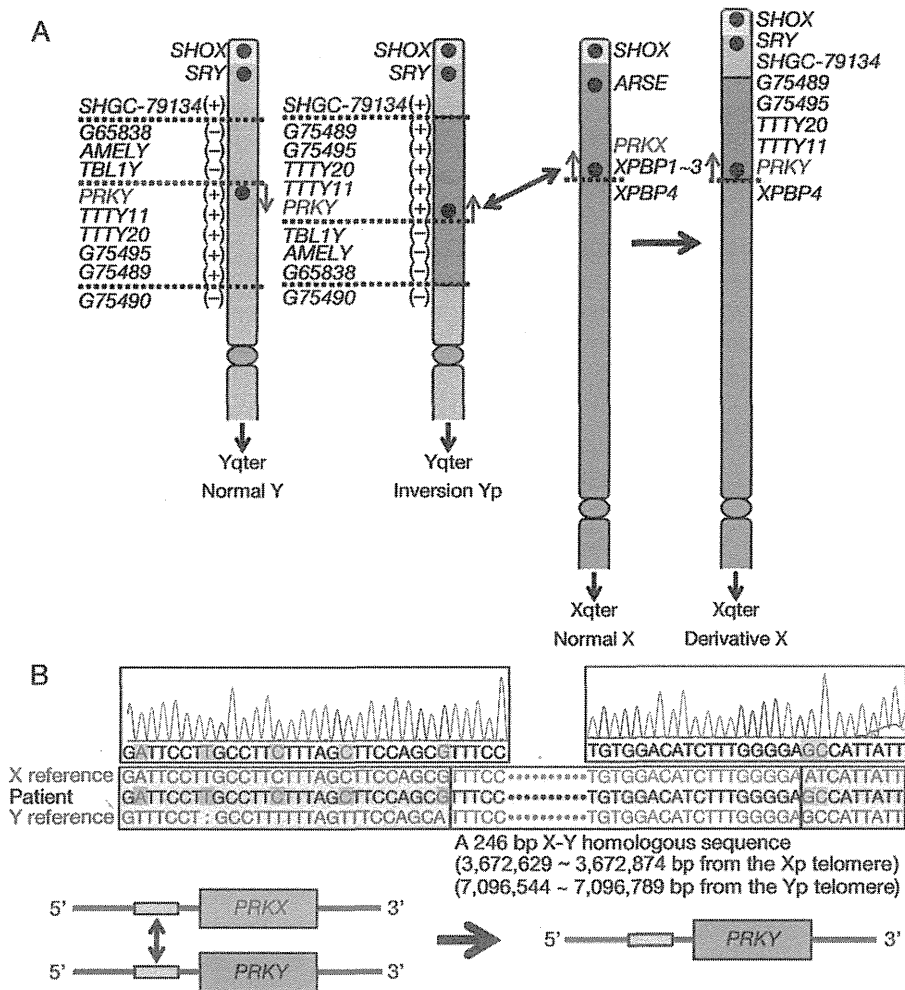 A
SHOX
SRY
SHGC-79134 (+)
G65838 (−)
AMELY (−)
TBL1Y (−)
PRKY (+)
TTTY11 (+)
TTTY20 (+)
G75495 (+)
G75489 (+)
G75490 (−)
Yqter
Normal Y
SHOX
SRY
(+)
G75489 (+)
G75495 (+)
TTTY20 (+)
TTTY11 (+)
PRKY (+)
TBL1Y (−)
AMELY (−)
G65838 (−)
G75490 (−)
Yqter
Inversion Yp
SHOX
ARSE
PRKX
XPBP1~3
XPBP4
Xqter
Normal X
SHOX
SRY
SHGC-79134
G75489
G75495
TTTY20
TTTY11
PRKY
XPBP4
Xqter
Derivative X
B
GATTCCTTGCCTTCTTTAGCTTCCAGCGTTTCC TGTGGACATCTTTGGGGAGCCATTATT
X reference GATTCCTTGCCTTCTTTAGCTTCCAGCGTTTCC TGTGGACATCTTTGGGGAATCATTATT
Patient GATTCCTTGCCTTCTTTAGCTTCCAGCGTTTCC TGTGGACATCTTTGGGGAGCCATTATT
Y reference GTTTCCT:GCCTTTTTTAGTTTCCAGCATTTCC TGTGGACATCTTTGGGGAGCCATTATT
A 246 bp X-Y homologous sequence
(3,672,629 ~ 3,672,874 bp from the Xp telomere)
(7,096,544 ~ 7,096,789 bp from the Yp telomere)
5' PRKX 3'
5' PRKY 3'
5' PRKY 3'